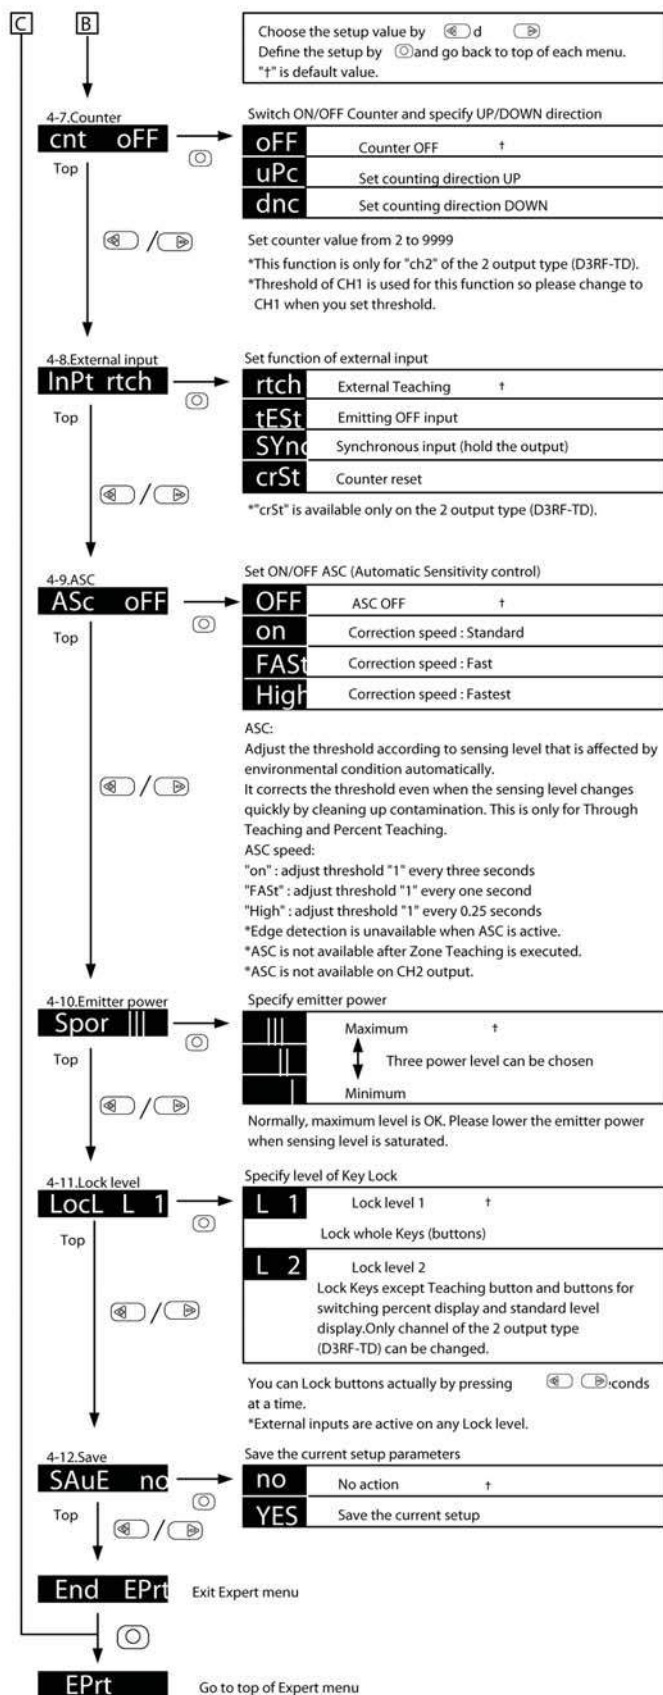 C B
Choose the setup value by d
Define the setup by and go back to top of each menu.
"†" is default value.
4-7.Counter
cnt oFF
Top
Switch ON/OFF Counter and specify UP/DOWN direction
oFF Counter OFF †
uPc Set counting direction UP
dnc Set counting direction DOWN
/
Set counter value from 2 to 9999
*This function is only for "ch2" of the 2 output type (D3RF-TD).
*Threshold of CH1 is used for this function so please change to
CH1 when you set threshold.
4-8.External input
InPt rtch
Top
Set function of external input
rtch External Teaching †
tESt Emitting OFF input
SYnc Synchronous input (hold the output)
crSt Counter reset
/
*"crSt" is available only on the 2 output type (D3RF-TD).
4-9.ASC
ASc oFF
Top
Set ON/OFF ASC (Automatic Sensitivity control)
OFF ASC OFF †
on Correction speed : Standard
FASt Correction speed : Fast
High Correction speed : Fastest
/
ASC:
Adjust the threshold according to sensing level that is affected by
environmental condition automatically.
It corrects the threshold even when the sensing level changes
quickly by cleaning up contamination. This is only for Through
Teaching and Percent Teaching.
ASC speed:
"on" : adjust threshold "1" every three seconds
"FASt" : adjust threshold "1" every one second
"High" : adjust threshold "1" every 0.25 seconds
*Edge detection is unavailable when ASC is active.
*ASC is not available after Zone Teaching is executed.
*ASC is not available on CH2 output.
4-10.Emitter power
Spor |||
Top
Specify emitter power
||| Maximum †
|| Three power level can be chosen
| Minimum
/
Normally, maximum level is OK. Please lower the emitter power
when sensing level is saturated.
4-11.Lock level
LocL L 1
Top
Specify level of Key Lock
L 1 Lock level 1 †
Lock whole Keys (buttons)
L 2 Lock level 2
Lock Keys except Teaching button and buttons for
switching percent display and standard level
display.Only channel of the 2 output type
(D3RF-TD) can be changed.
/
You can Lock buttons actually by pressing conds
at a time.
*External inputs are active on any Lock level.
4-12.Save
SAuE no
Top
Save the current setup parameters
no No action †
YES Save the current setup
/
End EPrt Exit Expert menu
EPrt Go to top of Expert menu